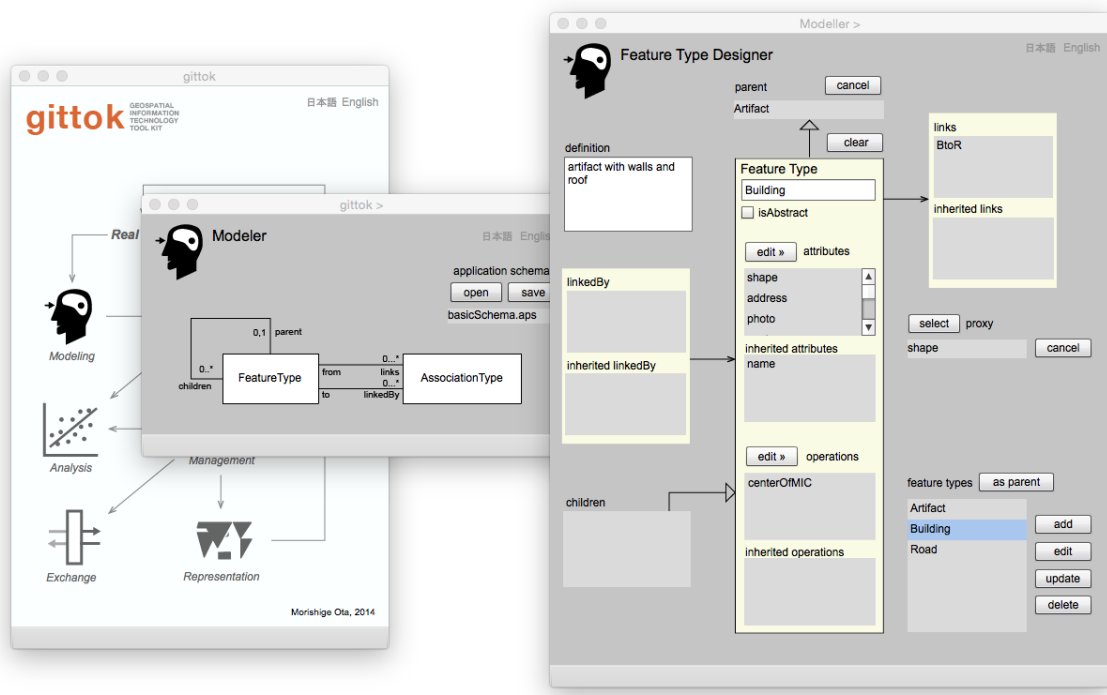 gittok
日本語 English
gittok
GEOSPATIAL
INFORMATION
TECHNOLOGY
TOOL KIT
Real
Modeling
Analysis
Management
Exchange
Representation
Morishige Ota, 2014
gittok >
Modeler
日本語 Englis
application schema
open
save
basicSchema.aps
0,1 parent
0..*
children
FeatureType
from
to
0...*
links
0...*
linkedBy
AssociationType
Modeller >
Feature Type Designer
日本語 English
parent
cancel
Artifact
clear
definition
artifact with walls and
roof
Feature Type
Building
isAbstract
edit » attributes
shape
address
photo
inherited attributes
name
edit » operations
centerOfMIC
inherited operations
linkedBy
inherited linkedBy
children
links
BtoR
inherited links
select proxy
shape
cancel
feature types
as parent
Artifact
Building
Road
add
edit
update
delete